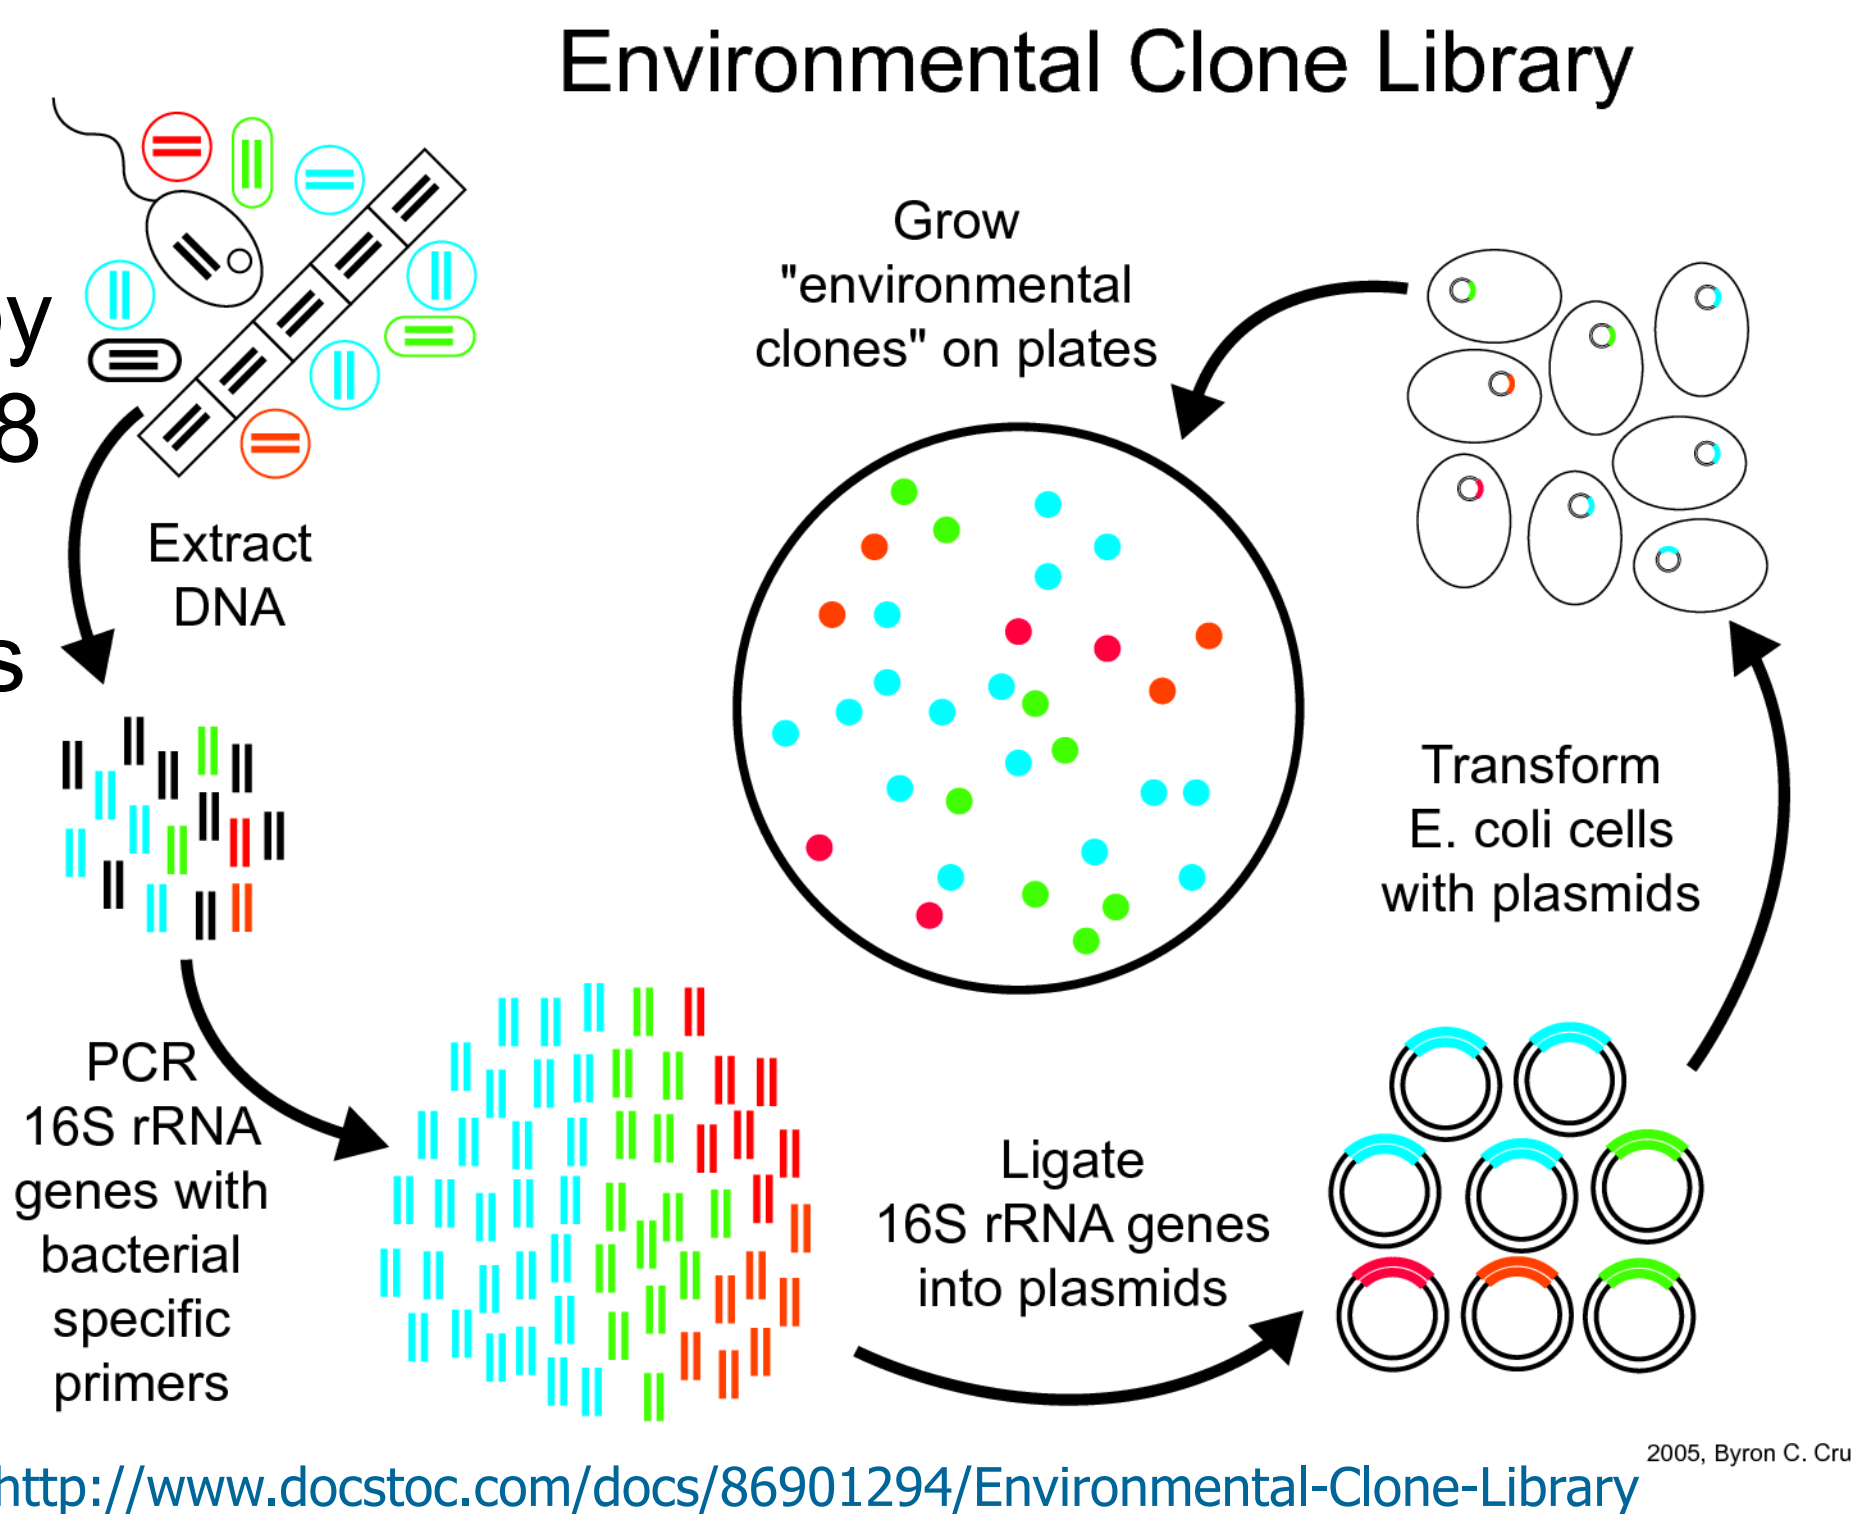 Environmental Clone Library
Grow
"environmental
clones" on plates
8
Extract
DNA
s
Transform
E. coli cells
with plasmids
PCR
16S rRNA
genes with
bacterial
specific
primers
Ligate
16S rRNA genes
into plasmids
2005, Byron C. Cru
http://www.docstoc.com/docs/86901294/Environmental-Clone-Library